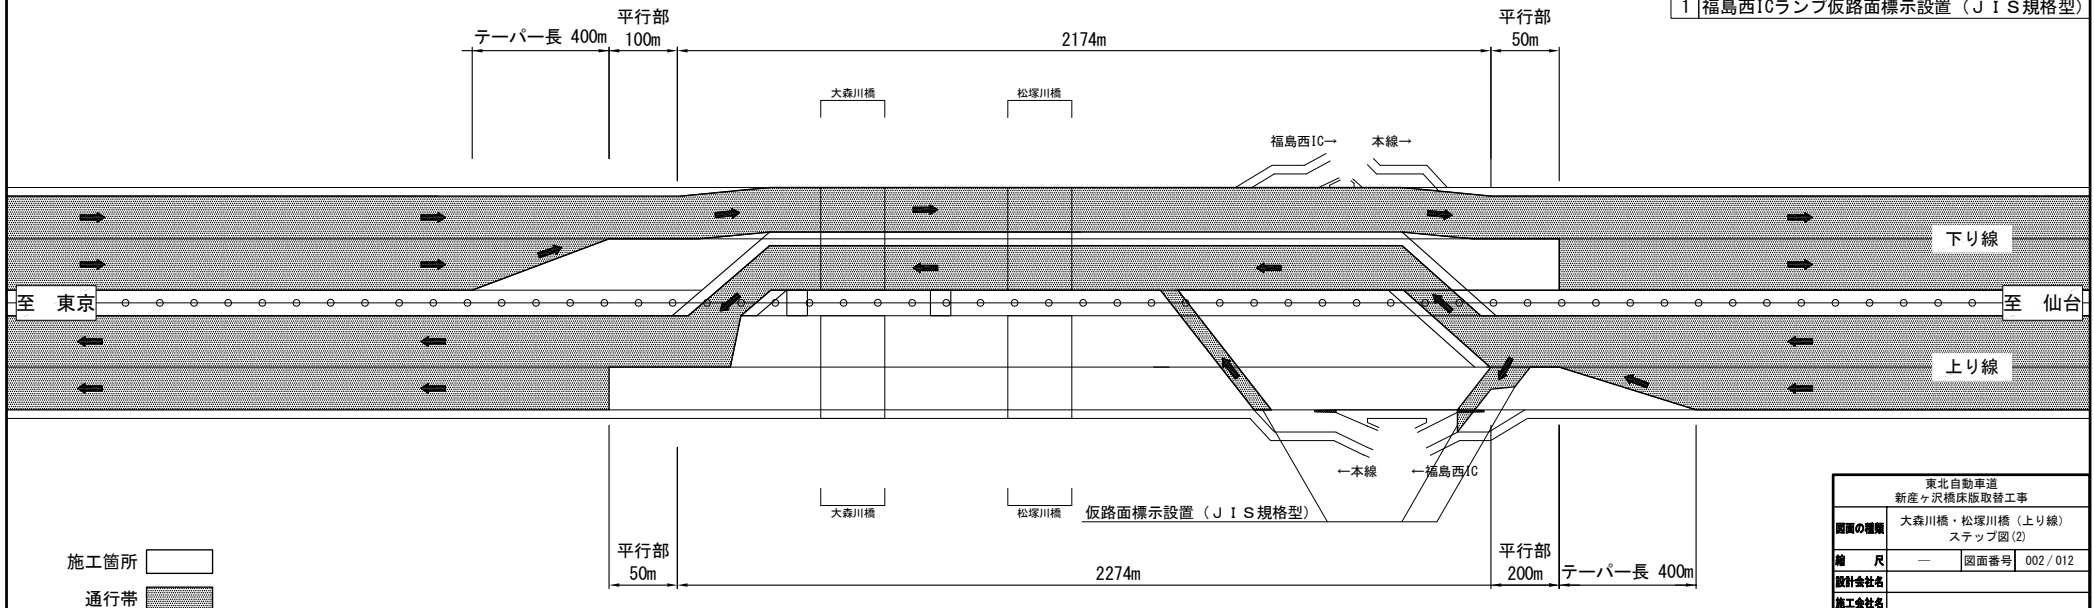 1 福島西ICランプ仮路面標示設置（ＪＩＳ規格型）
平行部
平行部
テーパー長 400m
100m
2174m
50m
大森川橋
松塚川橋
福島西IC→
本線→
下り線
至　東京
至　仙台
上り線
←本線
←福島西IC
大森川橋
松塚川橋
仮路面標示設置（ＪＩＳ規格型）
施工箇所
通行帯
平行部
50m
2274m
平行部
200m
テーパー長 400m
東北自動車道
新産ヶ沢橋床版取替工事
図面の種類
大森川橋・松塚川橋（上り線）
ステップ図(2)
縮　尺
―
図面番号
002／012
設計会社名
施工会社名